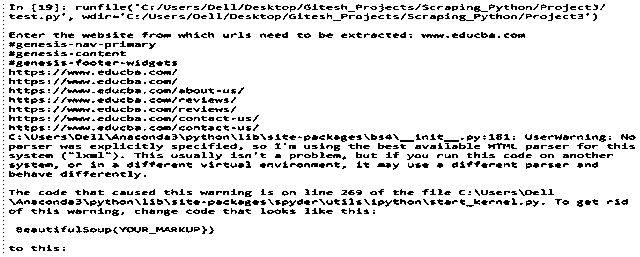 In [19]: runfile('C:/Users/Dell/Desktop/Gitesh_Projects/Scraping_Python/Project3/
test.py', wdir='C:/Users/Dell/Desktop/Gitesh_Projects/Scraping_Python/Project3')
Enter the website from which urls need to be extracted: www.educba.com
#genesis-nav-primary
#genesis-content
#genesis-footer-widgets
https://www.educba.com/
https://www.educba.com/
https://www.educba.com/about-us/
https://www.educba.com/reviews/
https://www.educba.com/reviews/
https://www.educba.com/contact-us/
https://www.educba.com/contact-us/
C:\Users\Dell\Anaconda3\python\lib\site-packages\bs4\__init__.py:181: UserWarning: No
parser was explicitly specified, so I'm using the best available HTML parser for this
system ("lxml"). This usually isn't a problem, but if you run this code on another
system, or in a different virtual environment, it may use a different parser and
behave differently.
The code that caused this warning is on line 269 of the file C:\Users\Dell
\Anaconda3\python\lib\site-packages\spyder\utils\ipython\start_kernel.py. To get rid
of this warning, change code that looks like this:
BeautifulSoup(YOUR_MARKUP})
to this: